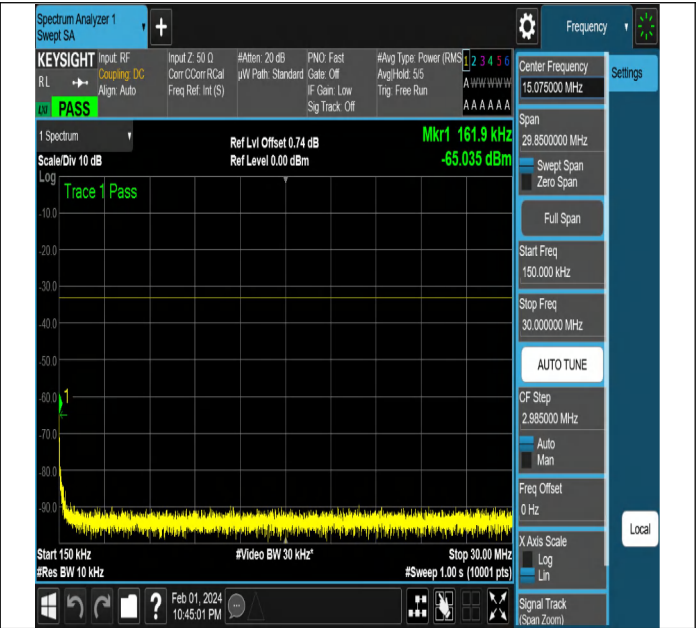 Spectrum Analyzer 1
Swept SA
+
Frequency
KEYSIGHT
RL
LXI PASS
Input: RF
Coupling: DC
Align: Auto
Input Z: 50 Ω
Corr CCorr RCal
Freq Ref: Int (S)
#Atten: 20 dB
µW Path: Standard
PNO: Fast
Gate: Off
IF Gain: Low
Sig Track: Off
#Avg Type: Power (RMS
Avg|Hold: 5/5
Trig: Free Run
1 2 3 4 5 6
A W W W W W
A A A A A A
Center Frequency
15.075000 MHz
Settings
Span
29.8500000 MHz
Swept Span
Zero Span
Full Span
Start Freq
150.000 kHz
Stop Freq
30.000000 MHz
AUTO TUNE
CF Step
2.985000 MHz
Auto
Man
Freq Offset
0 Hz
X Axis Scale
Log
Lin
Signal Track
(Span Zoom)
Local
1 Spectrum
Scale/Div 10 dB
Ref Lvl Offset 0.74 dB
Ref Level 0.00 dBm
Mkr1 161.9 kHz
-65.035 dBm
Log
Trace 1 Pass
-10.0
-20.0
-30.0
-40.0
-50.0
-60.0
1
-70.0
-80.0
-90.0
Start 150 kHz
#Res BW 10 kHz
#Video BW 30 kHz*
Stop 30.00 MHz
#Sweep 1.00 s (10001 pts)
?
Feb 01, 2024
10:45:01 PM